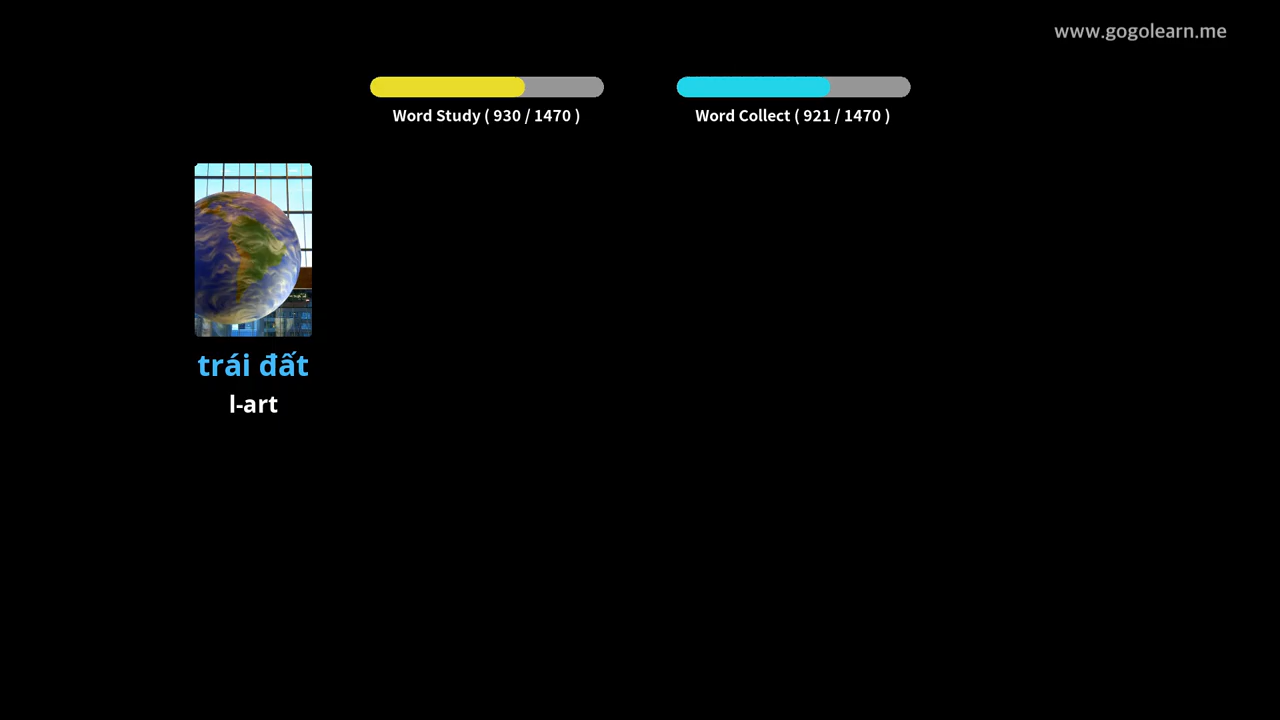 www.gogolearn.me
Word Study ( 930 / 1470 )
Word Collect ( 921 / 1470 )
trái đất
l-art